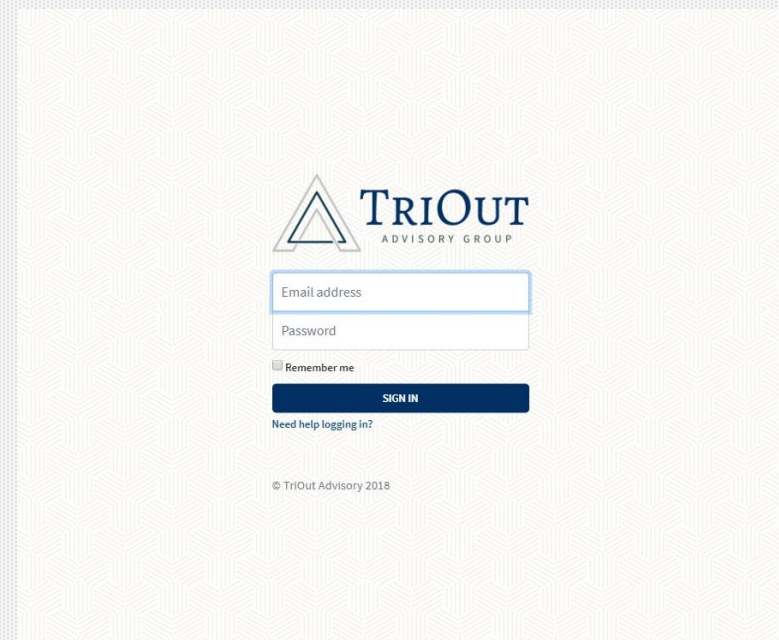 TRIOUT
ADVISORY GROUP
Email address
Password
Remember me
SIGN IN
Need help logging in?
© TriOut Advisory 2018